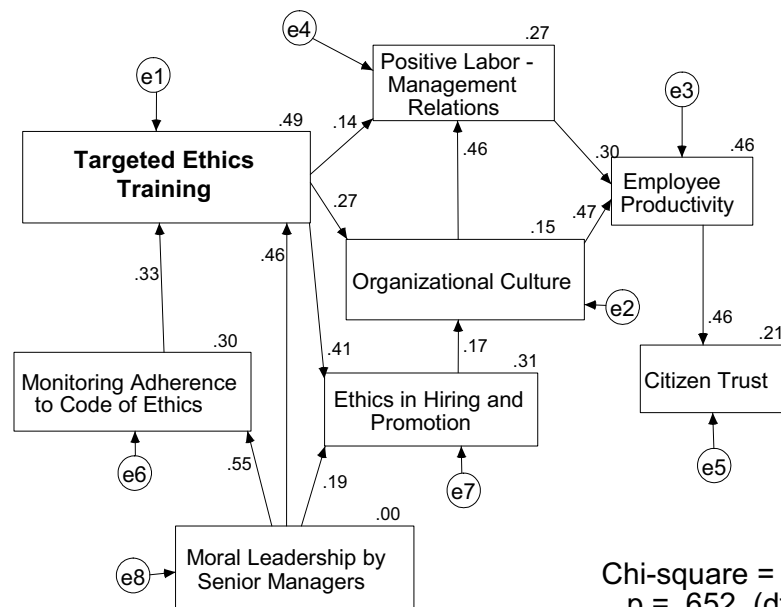 .27
e4
Positive Labor -
Management
Relations
e1
e3
.49
.14
.46
Targeted Ethics
Training
.30
.46
Employee
Productivity
.27
.15
.47
.46
Organizational Culture
.33
e2
.46
.21
.30
.41
.17
.31
Monitoring Adherence
to Code of Ethics
Ethics in Hiring and
Promotion
Citizen Trust
e6
.55
.19
e7
e5
.00
Moral Leadership by
Senior Managers
e8
Chi-square =
p = .652 (d